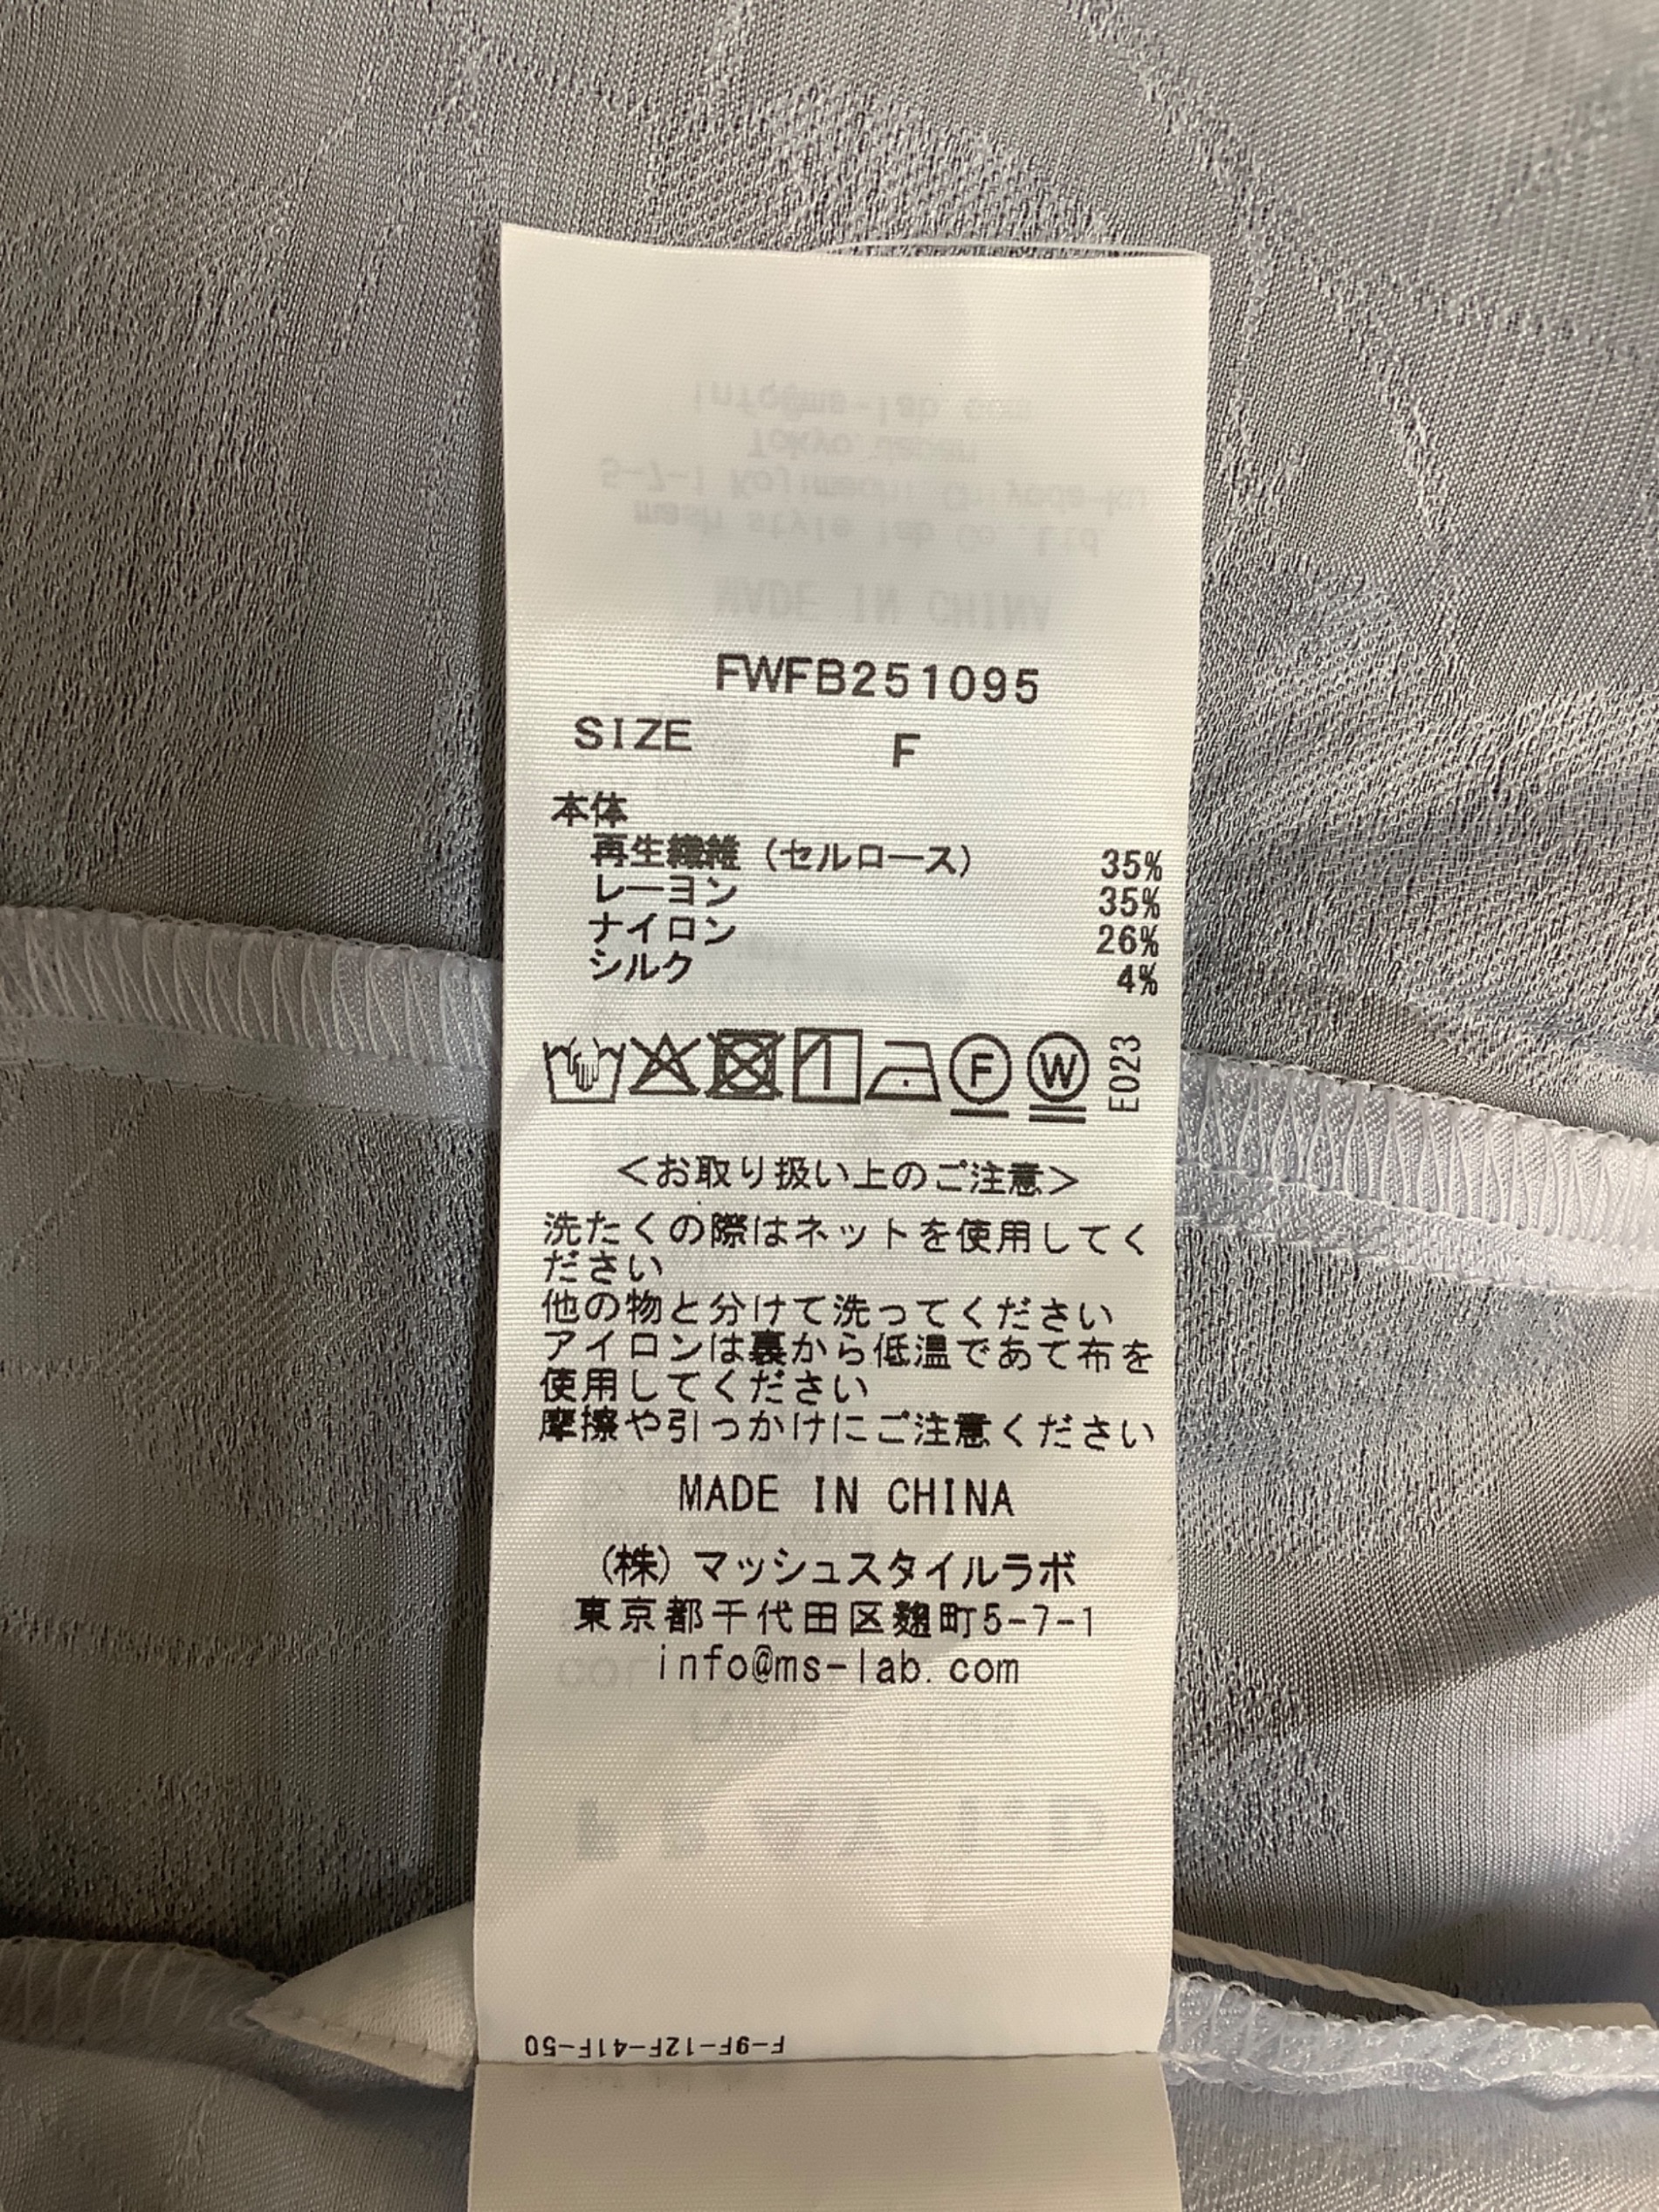 FWFB251095
SIZE F
本体
再生繊維（セルロース） 35%
レーヨン 35%
ナイロン 26%
シルク 4%
F W E023
＜お取り扱い上のご注意＞
洗たくの際はネットを使用してく
ださい
他の物と分けて洗ってください
アイロンは裏から低温であて布を
使用してください
摩擦や引っかけにご注意ください
MADE IN CHINA
（株）マッシュスタイルラボ
東京都千代田区麹町5-7-1
info@ms-lab.com
F-9F-12F-41F-50